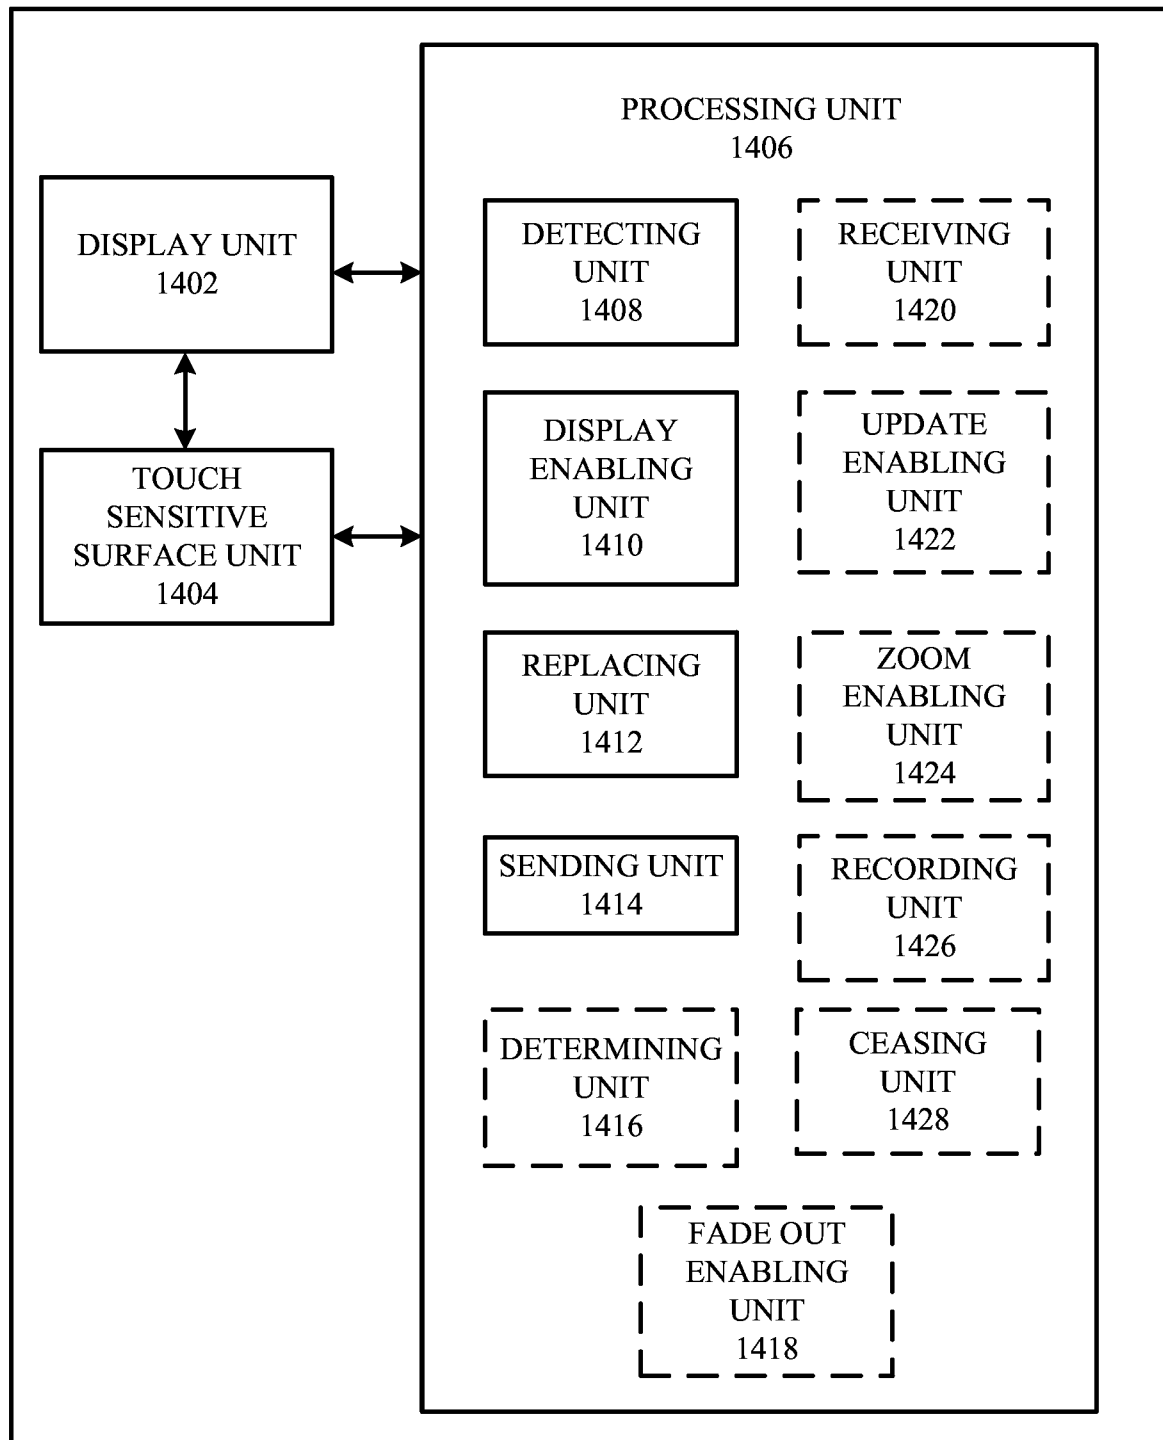 PROCESSING UNIT
1406
DISPLAY UNIT
1402
TOUCH
SENSITIVE
SURFACE UNIT
1404
DETECTING
UNIT
1408
RECEIVING
UNIT
1420
DISPLAY
ENABLING
UNIT
1410
UPDATE
ENABLING
UNIT
1422
REPLACING
UNIT
1412
ZOOM
ENABLING
UNIT
1424
SENDING UNIT
1414
RECORDING
UNIT
1426
DETERMINING
UNIT
1416
CEASING
UNIT
1428
FADE OUT
ENABLING
UNIT
1418